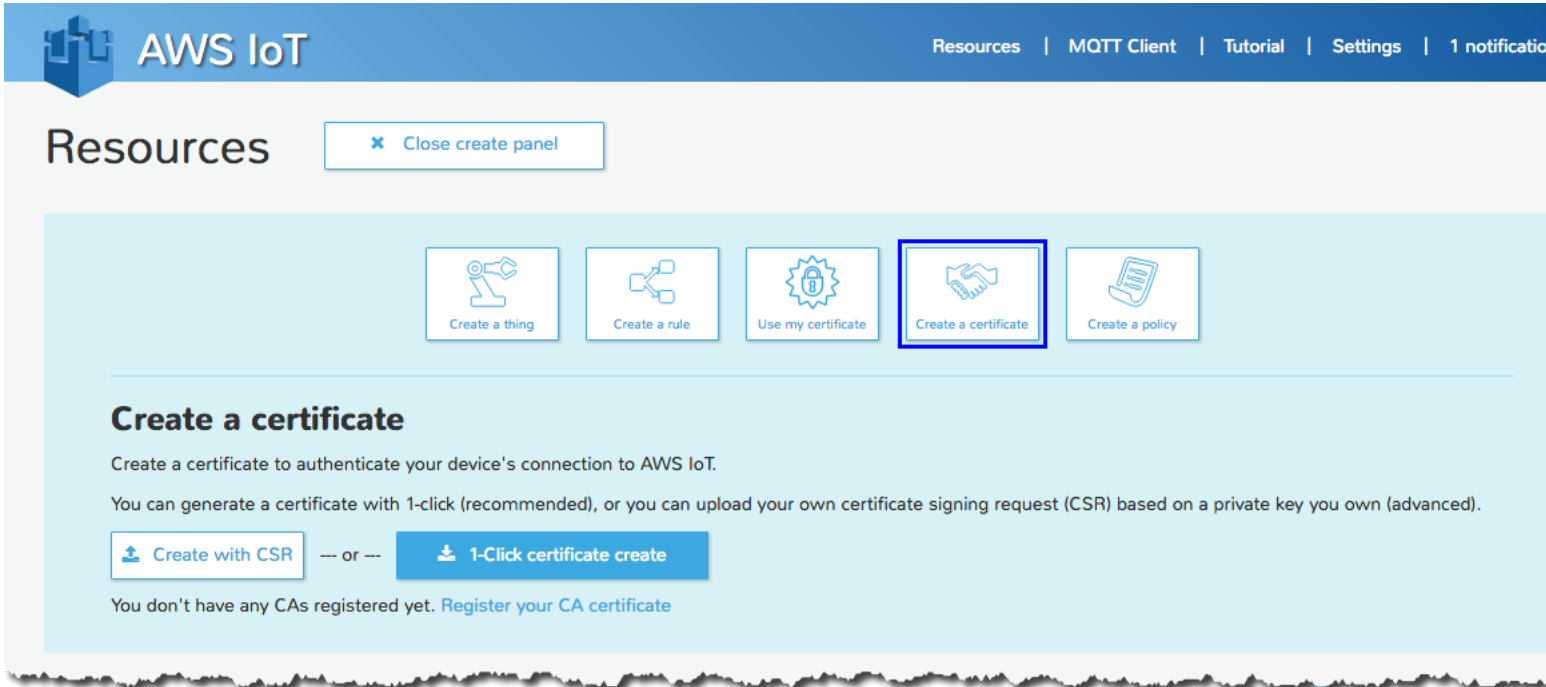 AWS IoT
Resources | MQTT Client | Tutorial | Settings | 1 notificatio
Resources
Close create panel
Create a thing
Create a rule
Use my certificate
Create a certificate
Create a policy
Create a certificate
Create a certificate to authenticate your device's connection to AWS IoT.
You can generate a certificate with 1-click (recommended), or you can upload your own certificate signing request (CSR) based on a private key you own (advanced).
Create with CSR --- or --- 1-Click certificate create
You don't have any CAs registered yet. Register your CA certificate